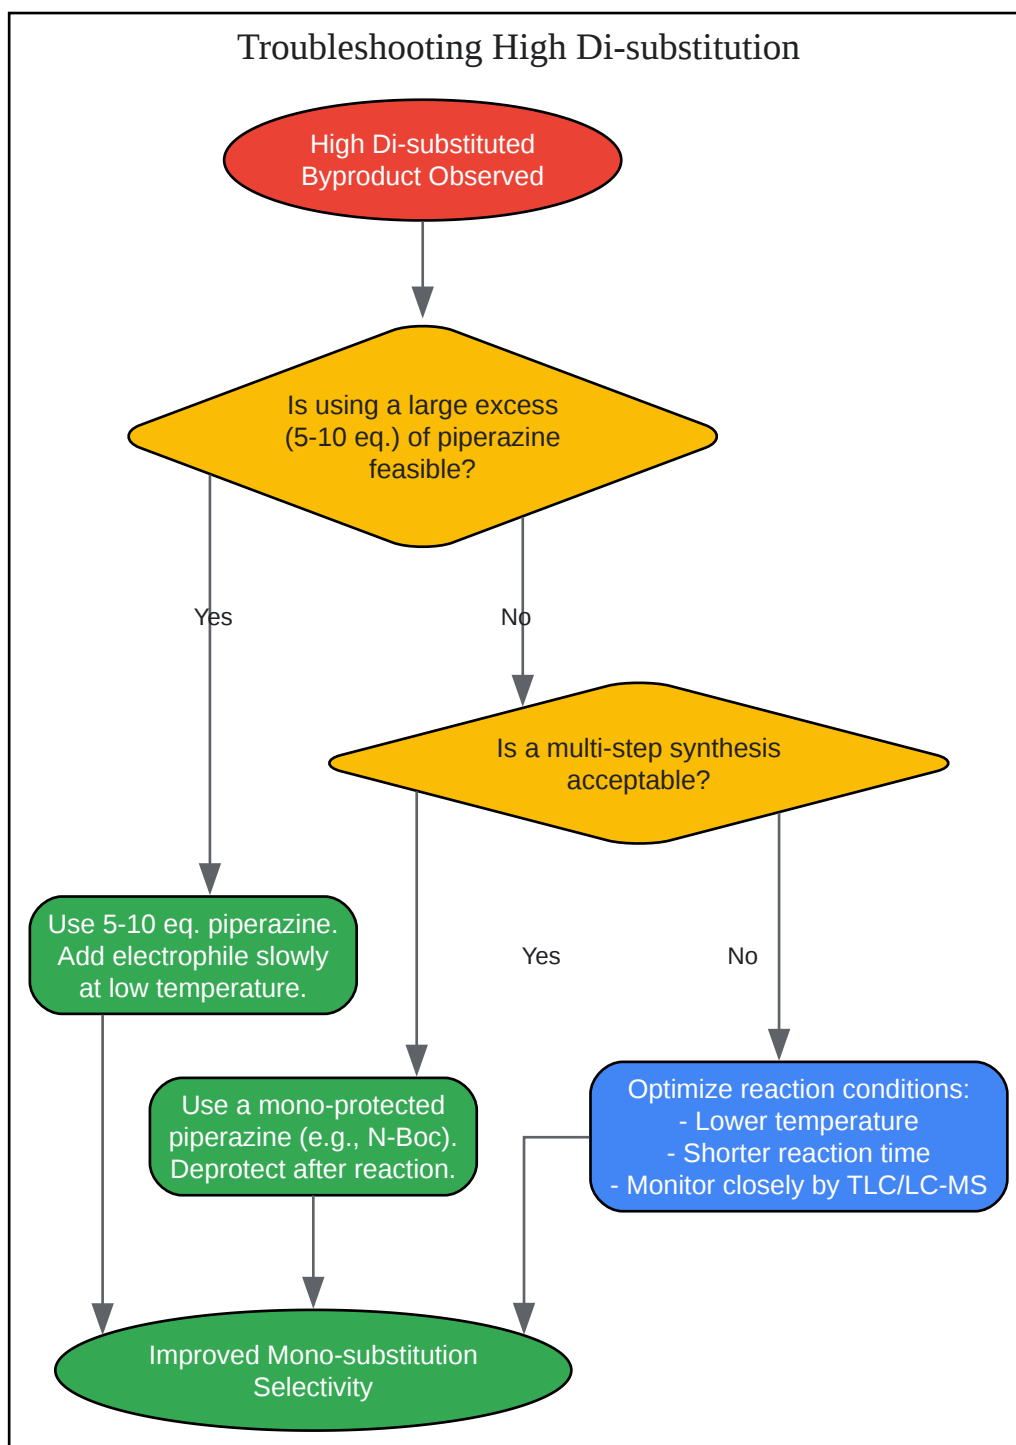 Troubleshooting High Di-substitution
High Di-substituted
Byproduct Observed
Is using a large excess
(5-10 eq.) of piperazine
feasible?
Yes
No
Is a multi-step synthesis
acceptable?
Use 5-10 eq. piperazine.
Add electrophile slowly
at low temperature.
Yes
No
Use a mono-protected
piperazine (e.g., N-Boc).
Deprotect after reaction.
Optimize reaction conditions:
- Lower temperature
- Shorter reaction time
- Monitor closely by TLC/LC-MS
Improved Mono-substitution
Selectivity